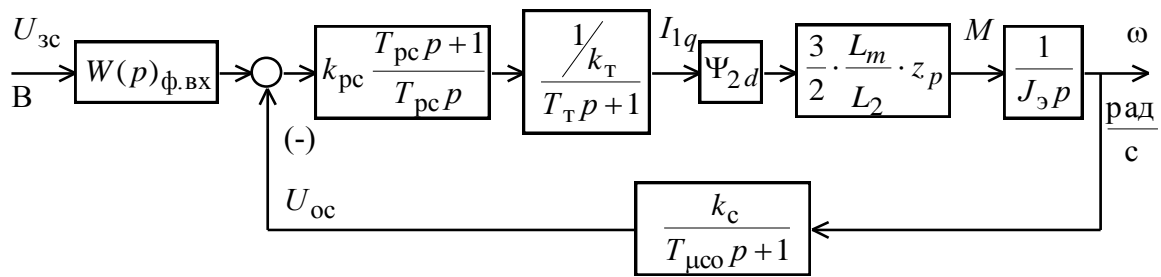 U_зс
В
W(p)_ф.вх
(-)
k_рс (T_рс p + 1)/(T_рс p)
(1/k_т)/(T_т p + 1)
I_1q
Ψ_2d
3/2 · L_m/L_2 · z_p
M
1/(J_э p)
ω
рад/с
U_ос
k_с/(T_μсо p + 1)